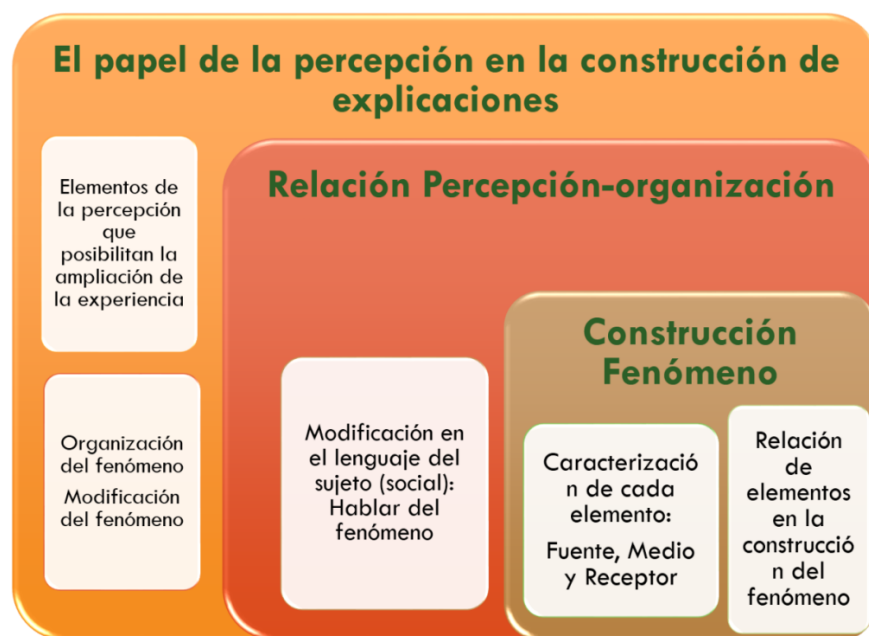 El papel de la percepción en la construcción de
explicaciones
Elementos de
la percepción
que
posibilitan la
ampliación de
la experiencia
Organización
del fenómeno
Modificación
del fenómeno
Relación Percepción-organización
Modificación en
el lenguaje del
sujeto (social):
Hablar del
fenómeno
Construcción
Fenómeno
Caracterizació
n de cada
elemento:
Fuente, Medio
y Receptor
Relación
de
elementos
en la
construcció
n del
fenómeno